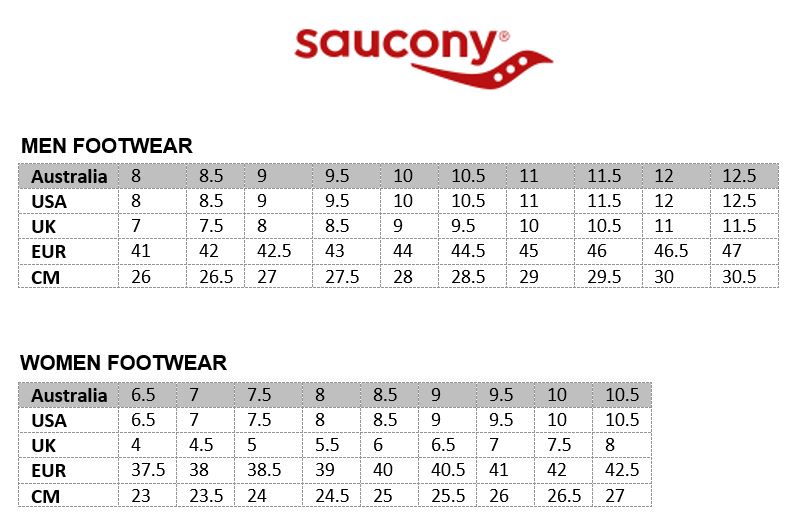 saucony®
MEN FOOTWEAR
Australia 8 8.5 9 9.5 10 10.5 11 11.5 12 12.5
USA 8 8.5 9 9.5 10 10.5 11 11.5 12 12.5
UK 7 7.5 8 8.5 9 9.5 10 10.5 11 11.5
EUR 41 42 42.5 43 44 44.5 45 46 46.5 47
CM 26 26.5 27 27.5 28 28.5 29 29.5 30 30.5
WOMEN FOOTWEAR
Australia 6.5 7 7.5 8 8.5 9 9.5 10 10.5
USA 6.5 7 7.5 8 8.5 9 9.5 10 10.5
UK 4 4.5 5 5.5 6 6.5 7 7.5 8
EUR 37.5 38 38.5 39 40 40.5 41 42 42.5
CM 23 23.5 24 24.5 25 25.5 26 26.5 27